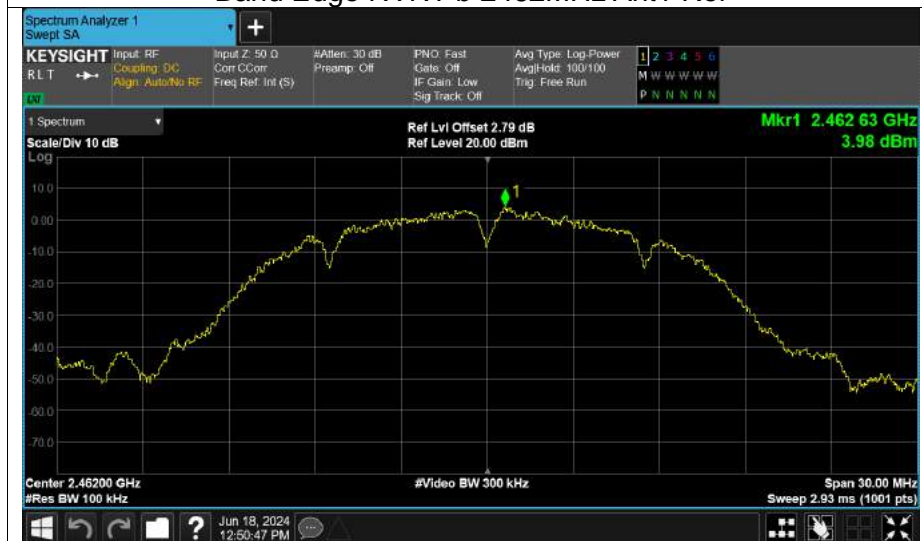 Spectrum Analyzer 1
Swept SA
+
KEYSIGHT
RLT
LXI
Input: RF
Coupling: DC
Align: Auto/No RF
Input Z: 50 Ω
Corr CCorr
Freq Ref: Int (S)
#Atten: 30 dB
Preamp: Off
PNO: Fast
Gate: Off
IF Gain: Low
Sig Track: Off
Avg Type: Log-Power
Avg|Hold: 100/100
Trig: Free Run
1 2 3 4 5 6
M W W W W W
P N N N N N
1 Spectrum
Scale/Div 10 dB
Log
Ref Lvl Offset 2.79 dB
Ref Level 20.00 dBm
Mkr1 2.462 63 GHz
3.98 dBm
1
10.0
0.00
-10.0
-20.0
-30.0
-40.0
-50.0
-60.0
-70.0
Center 2.46200 GHz
#Res BW 100 kHz
#Video BW 300 kHz
Span 30.00 MHz
Sweep 2.93 ms (1001 pts)
?
Jun 18, 2024
12:50:47 PM